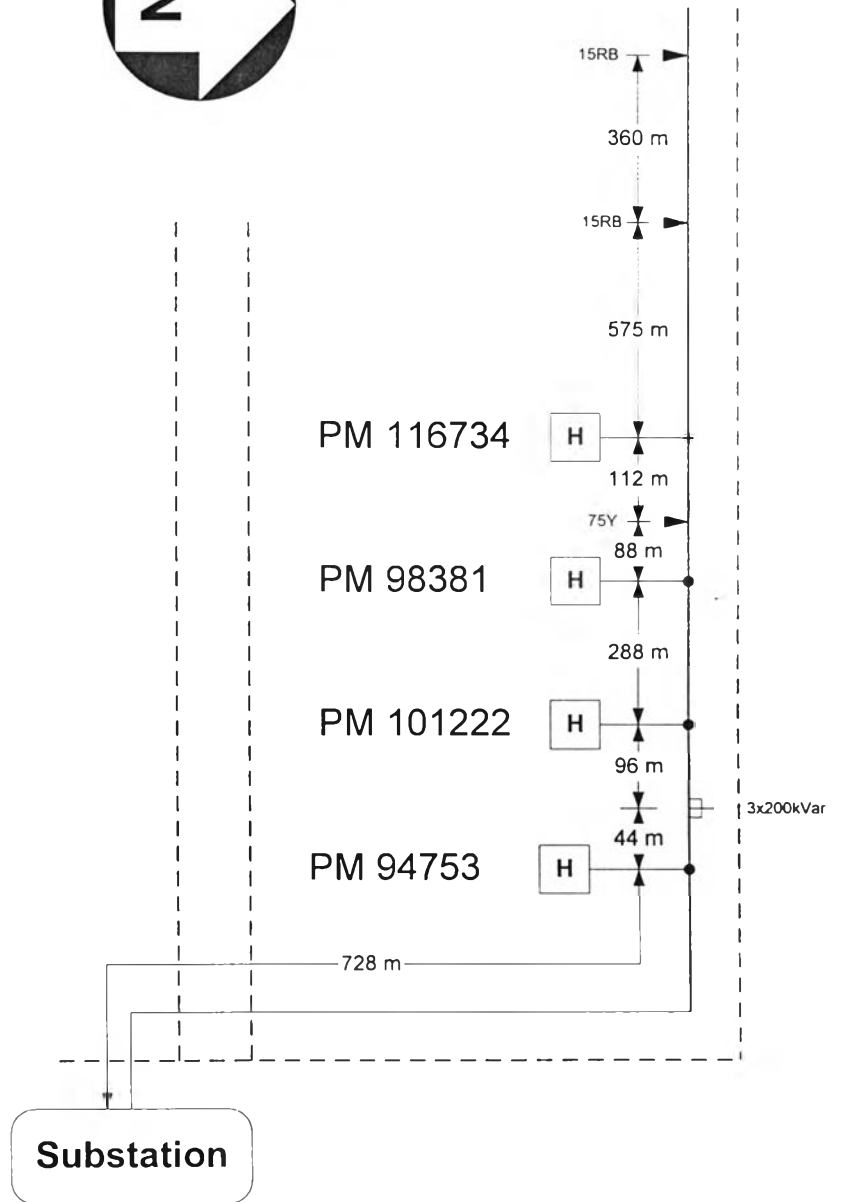 N
15RB
360 m
15RB
575 m
PM 116734 H
112 m
75Y
88 m
PM 98381 H
288 m
PM 101222 H
96 m
3x200kVar
44 m
PM 94753 H
728 m
Substation